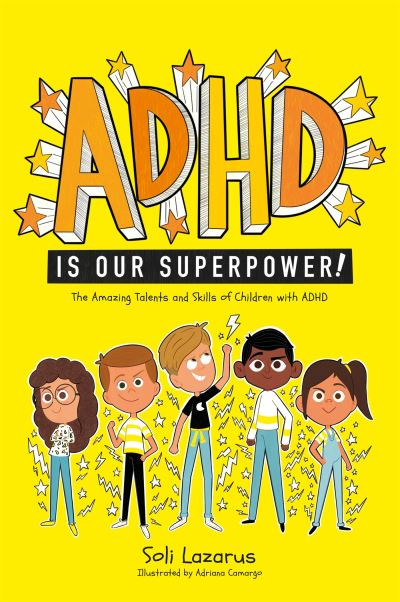 ADHD
IS OUR SUPERPOWER!
The Amazing Talents and Skills of Children with ADHD
Soli Lazarus
Illustrated by Adriana Camargo